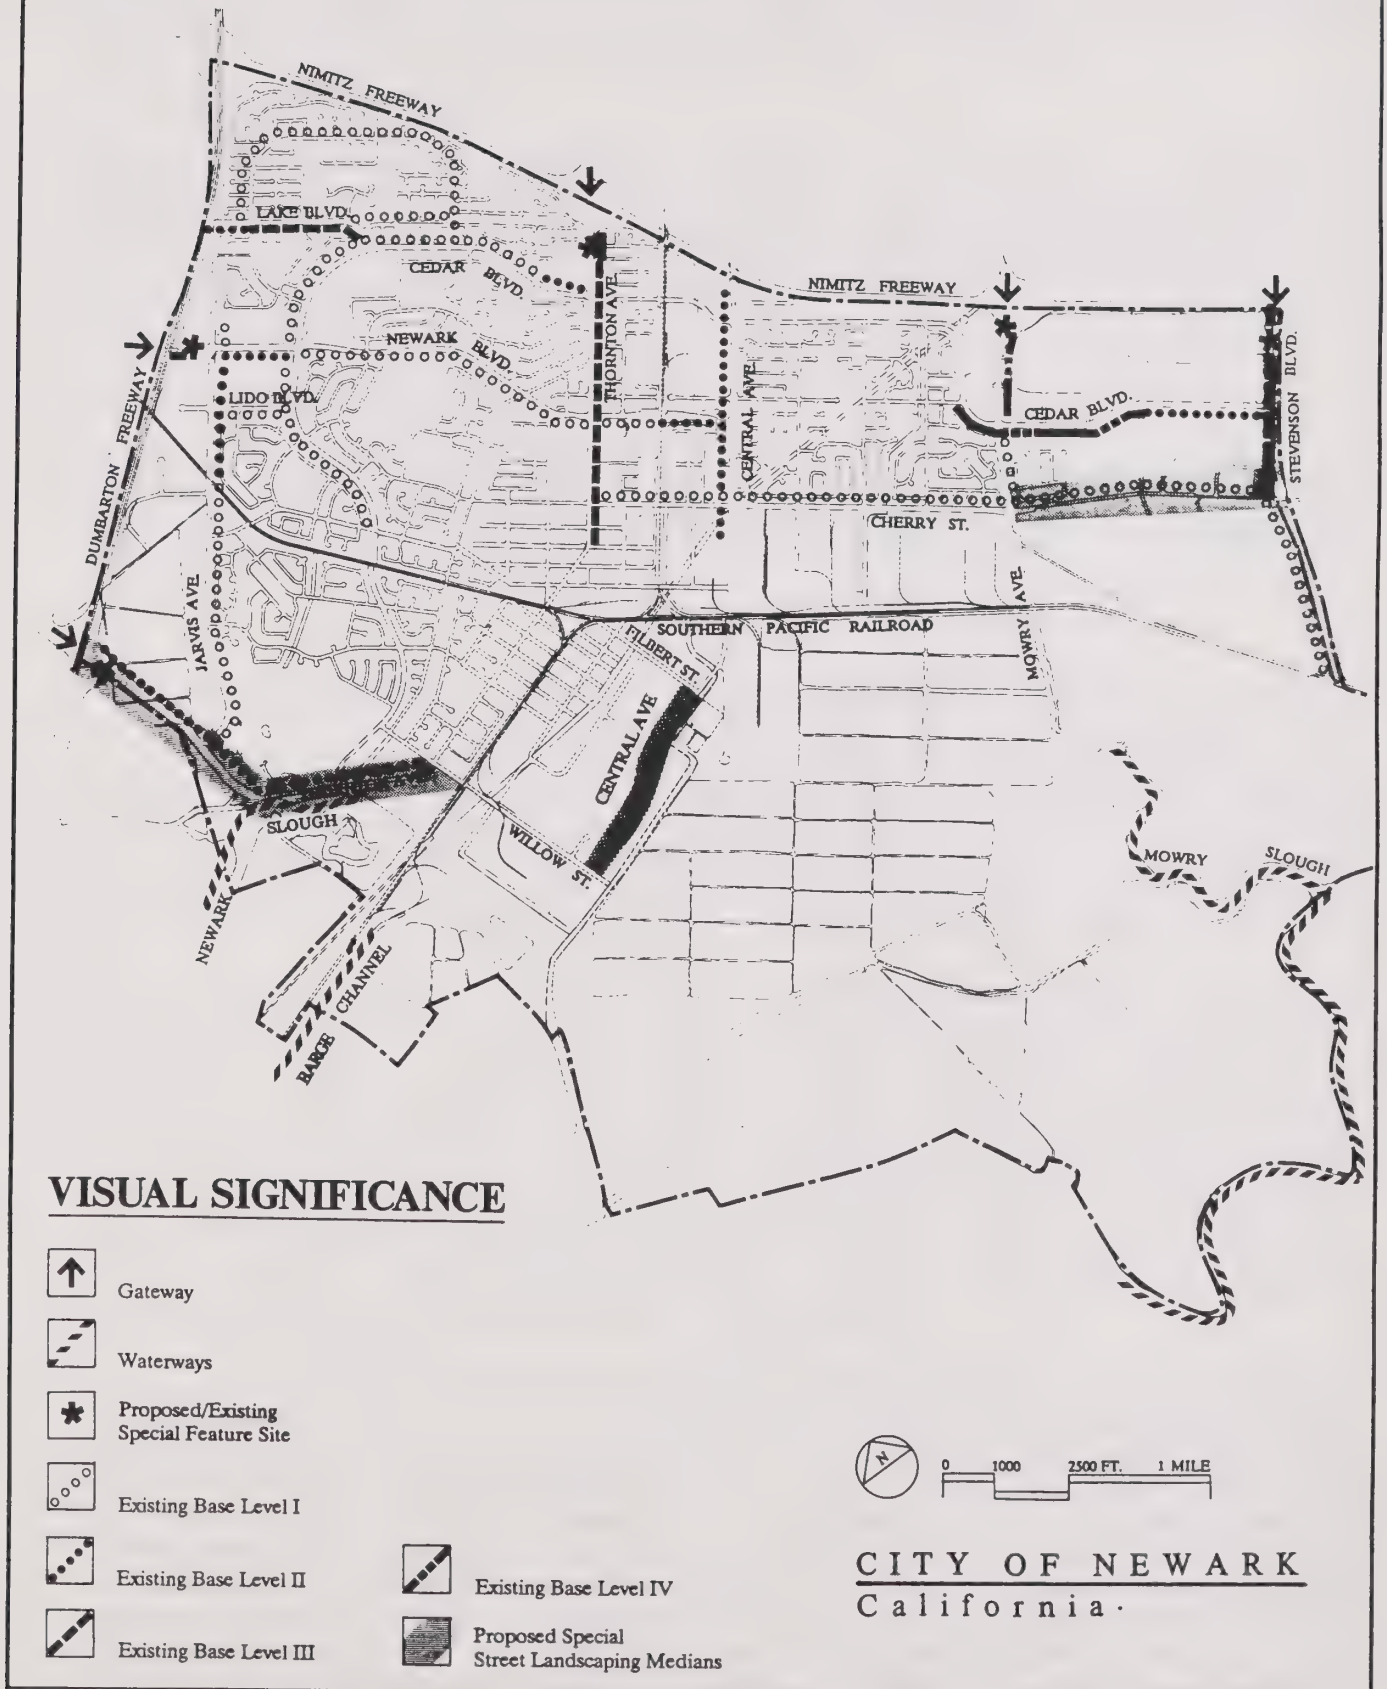 NIMITZ FREEWAY
LAKE BLVD.
CEDAR BLVD.
NIMITZ FREEWAY
NEWARK BLVD.
THORNTON AVE.
CENTRAL AVE.
LIDO BLVD.
CEDAR BLVD.
STEVENSON BLVD.
DUMBARTON FREEWAY
CHERRY ST.
JARVIS AVE.
MOWRY AVE.
SOUTHERN PACIFIC RAILROAD
FILBERT ST.
CENTRAL AVE
SLOUGH
WILLOW ST.
MOWRY SLOUGH
NEWARK
BARGE CHANNEL
VISUAL SIGNIFICANCE
Gateway
Waterways
Proposed/Existing
Special Feature Site
Existing Base Level I
Existing Base Level II
Existing Base Level III
Existing Base Level IV
Proposed Special
Street Landscaping Medians
N
0 1000 2500 FT. 1 MILE
CITY OF NEWARK
California.